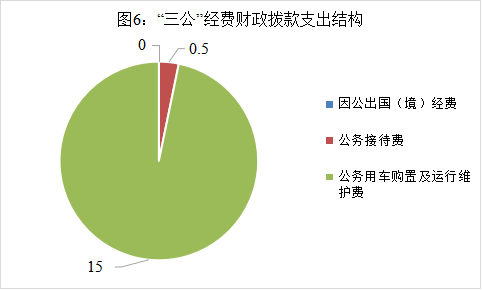 图6：“三公”经费财政拨款支出结构
0
0.5
15
因公出国（境）经费
公务接待费
公务用车购置及运行维
护费